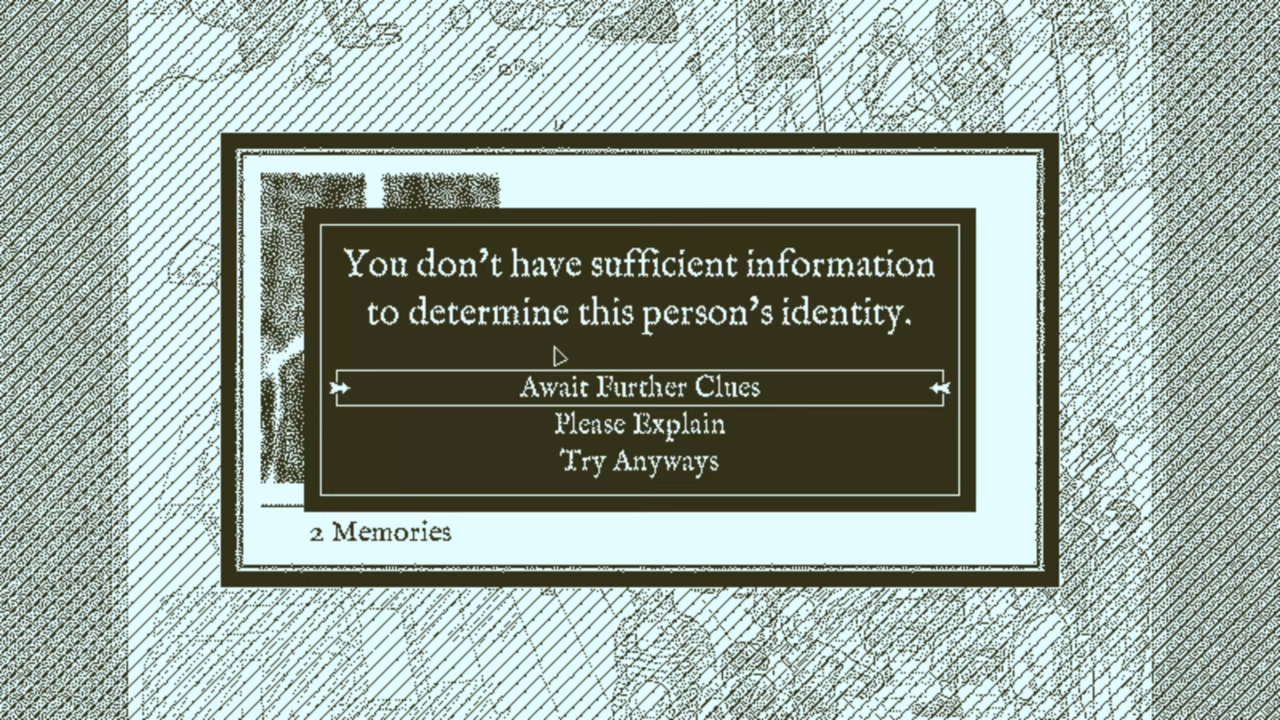 You don't have sufficient information
to determine this person's identity.
Await Further Clues
Please Explain
Try Anyways
2 Memories